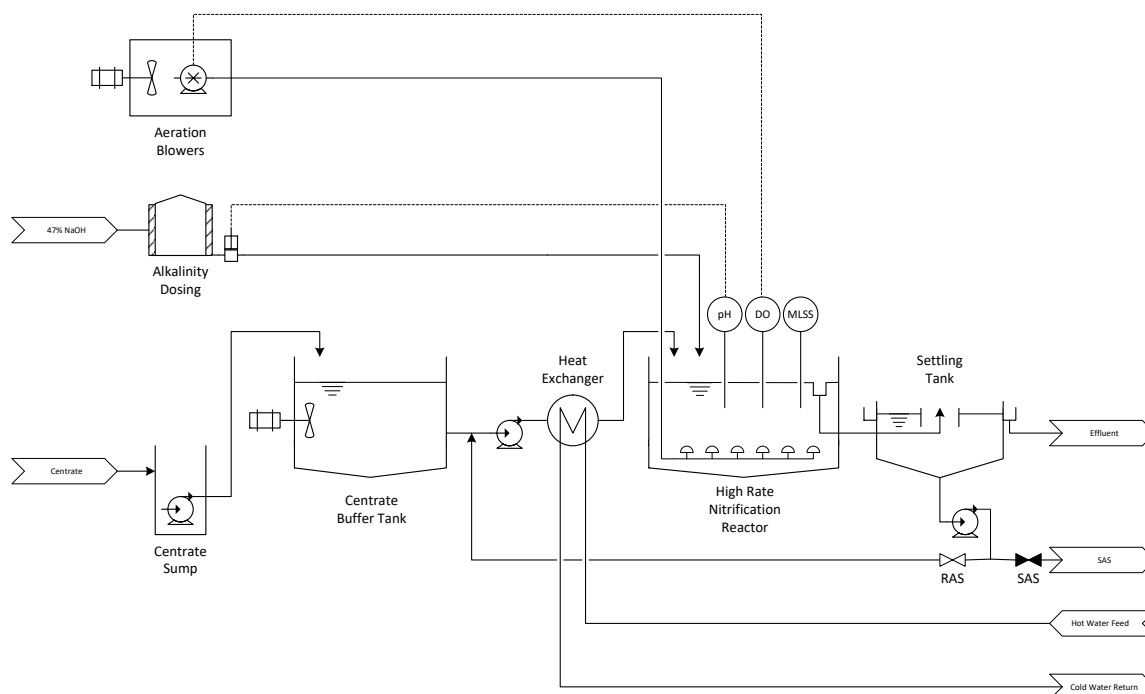 Aeration
Blowers
47% NaOH
Alkalinity
Dosing
pH
DO
MLSS
Heat
Exchanger
Settling
Tank
Effluent
Centrate
Centrate
Buffer Tank
High Rate
Nitrification
Reactor
Centrate
Sump
RAS
SAS
SAS
Hot Water Feed
Cold Water Return